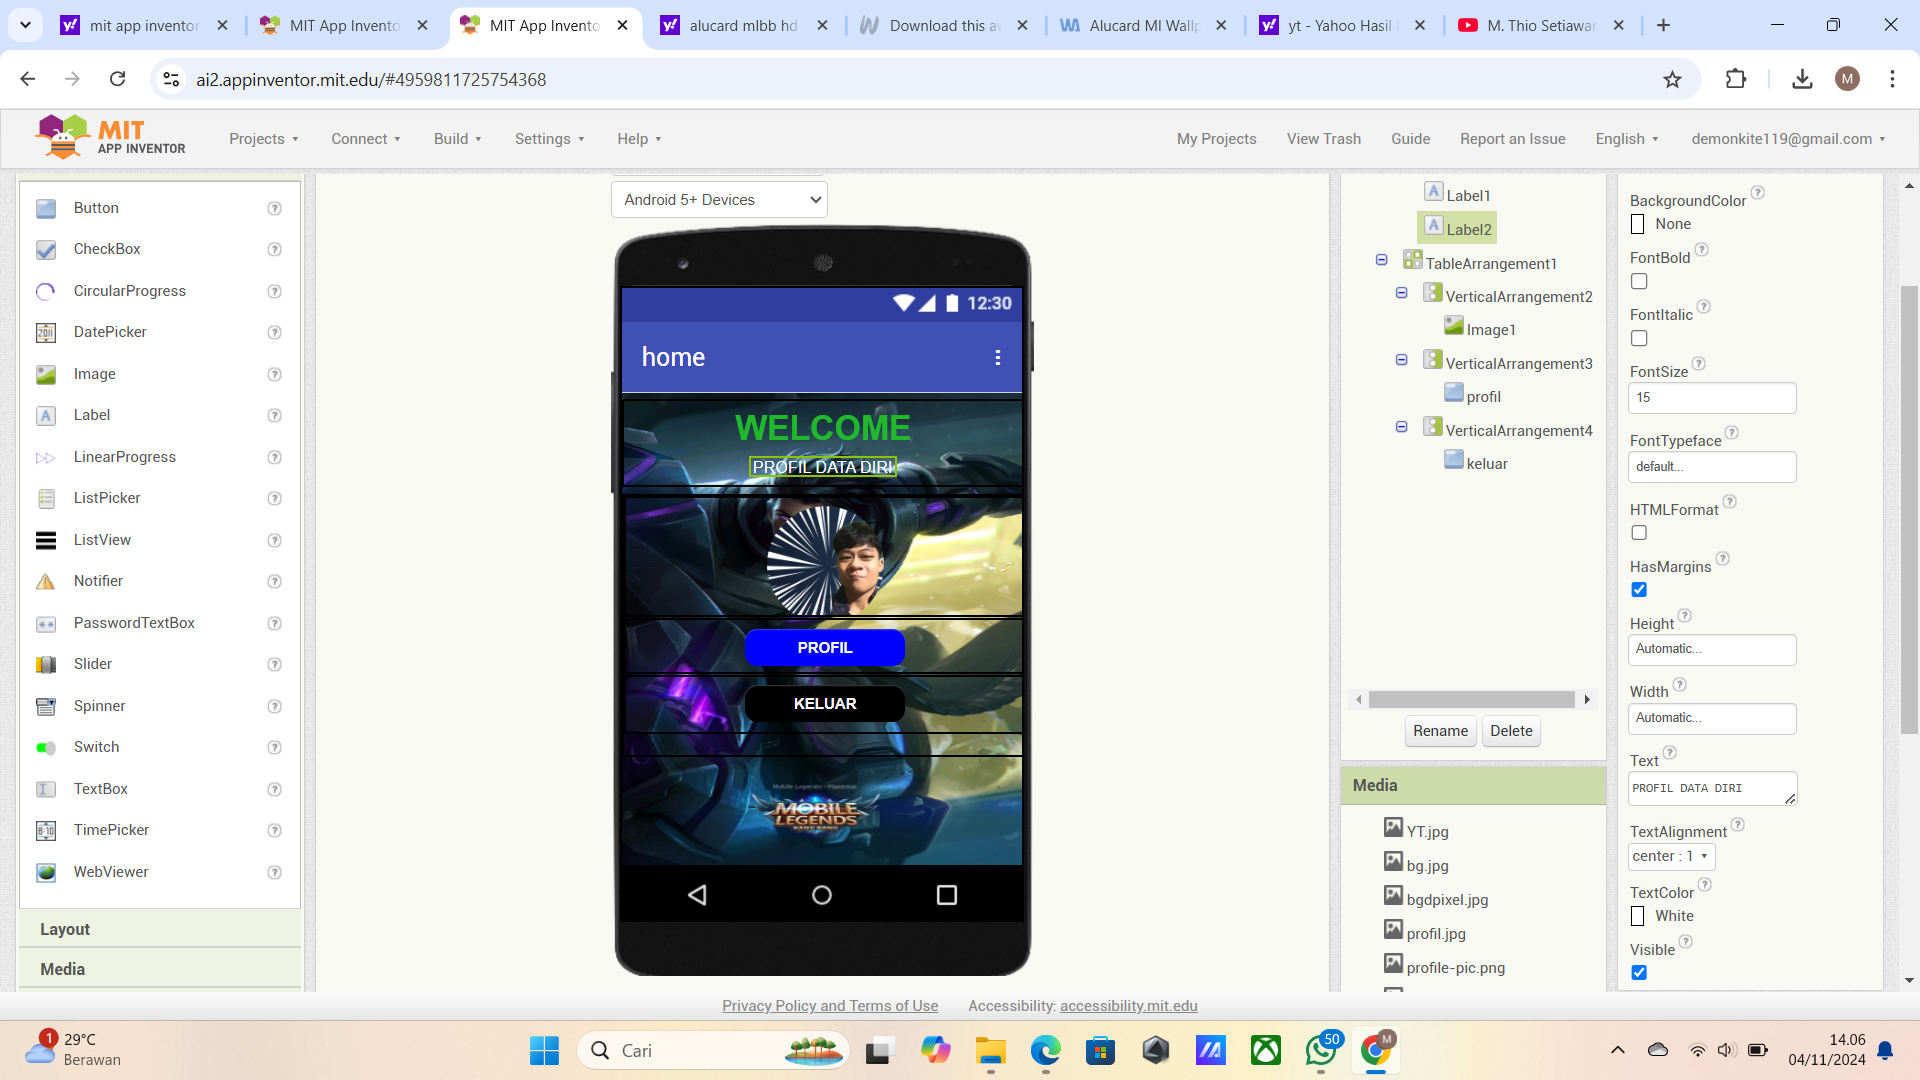 mit app inventor
MIT App Invento
MIT App Invento
alucard mlbb hd
Download this av
Alucard Ml Wallp
yt - Yahoo Hasil
M. Thio Setiawan
ai2.appinventor.mit.edu/#4959811725754368
M
MIT
APP INVENTOR
Projects
Connect
Build
Settings
Help
My Projects
View Trash
Guide
Report an Issue
English
demonkite119@gmail.com
Button
CheckBox
CircularProgress
DatePicker
Image
Label
LinearProgress
ListPicker
ListView
Notifier
PasswordTextBox
Slider
Spinner
Switch
TextBox
TimePicker
WebViewer
Layout
Media
Android 5+ Devices
12:30
home
WELCOME
PROFIL DATA DIRI
PROFIL
KELUAR
MOBILE
LEGENDS
BANG BANG
Label1
Label2
TableArrangement1
VerticalArrangement2
Image1
VerticalArrangement3
profil
VerticalArrangement4
keluar
Rename
Delete
Media
YT.jpg
bg.jpg
bgdpixel.jpg
profil.jpg
profile-pic.png
BackgroundColor
None
FontBold
FontItalic
FontSize
15
FontTypeface
default...
HTMLFormat
HasMargins
Height
Automatic...
Width
Automatic...
Text
PROFIL DATA DIRI
TextAlignment
center : 1
TextColor
White
Visible
Privacy Policy and Terms of Use
Accessibility: accessibility.mit.edu
1
29°C
Berawan
Cari
50
M
14.06
04/11/2024